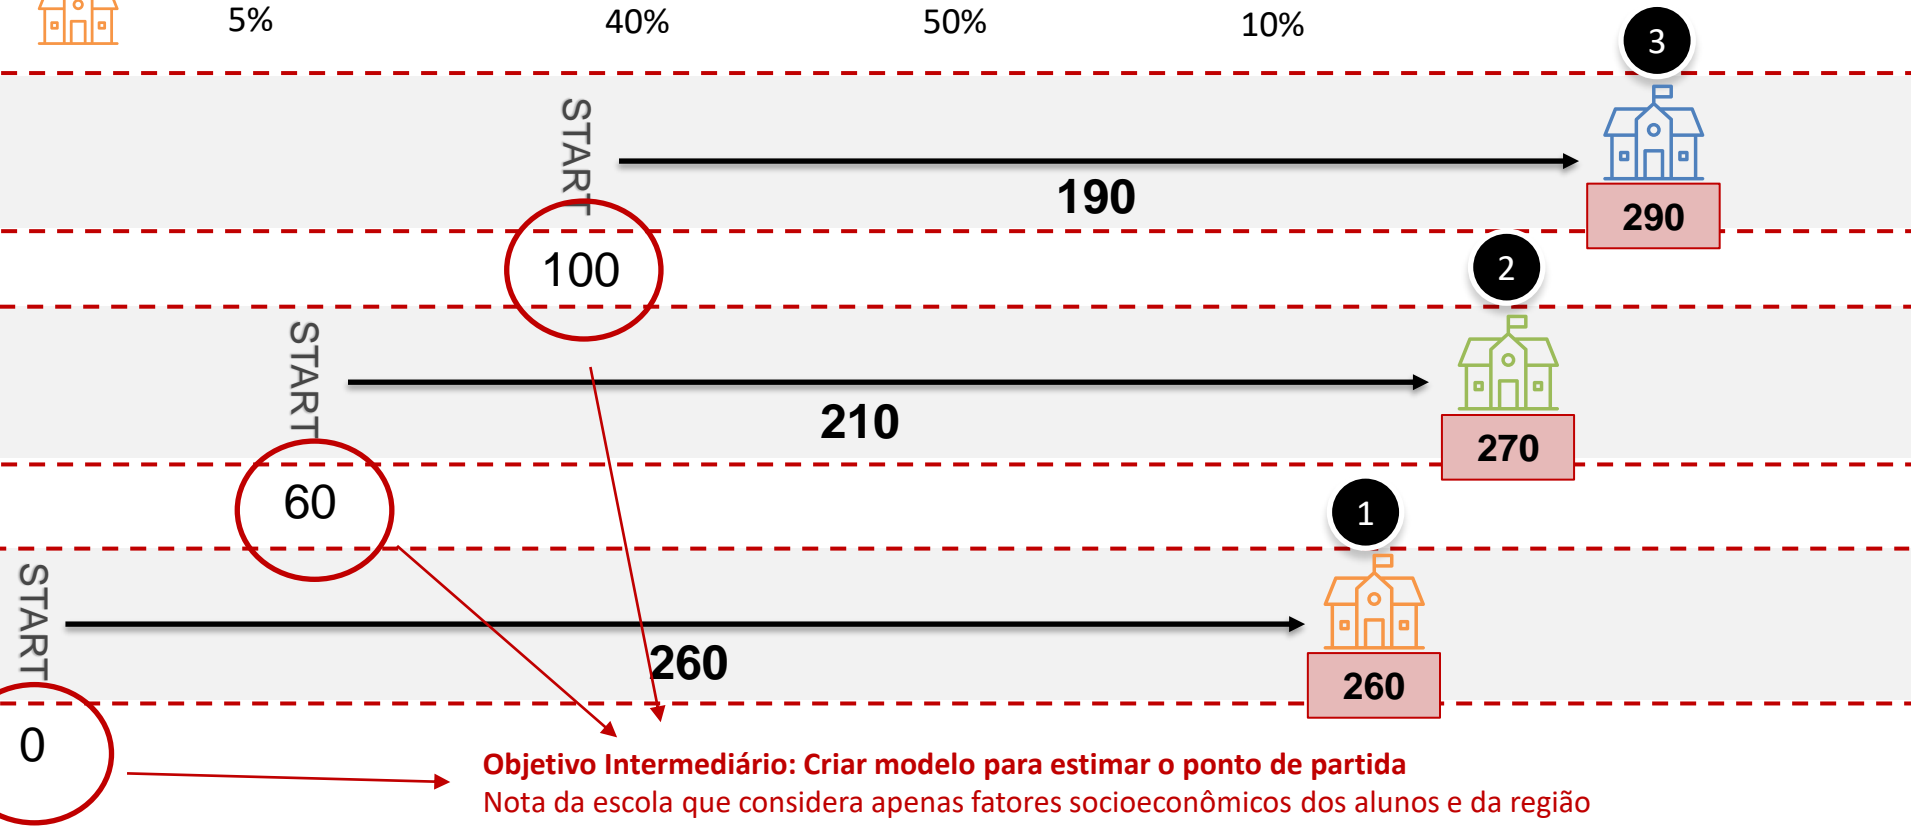 5% 40% 50% 10%
3
START
190
290
100
2
START
210
270
60
1
START
260
260
0
Objetivo Intermediário: Criar modelo para estimar o ponto de partida
Nota da escola que considera apenas fatores socioeconômicos dos alunos e da região